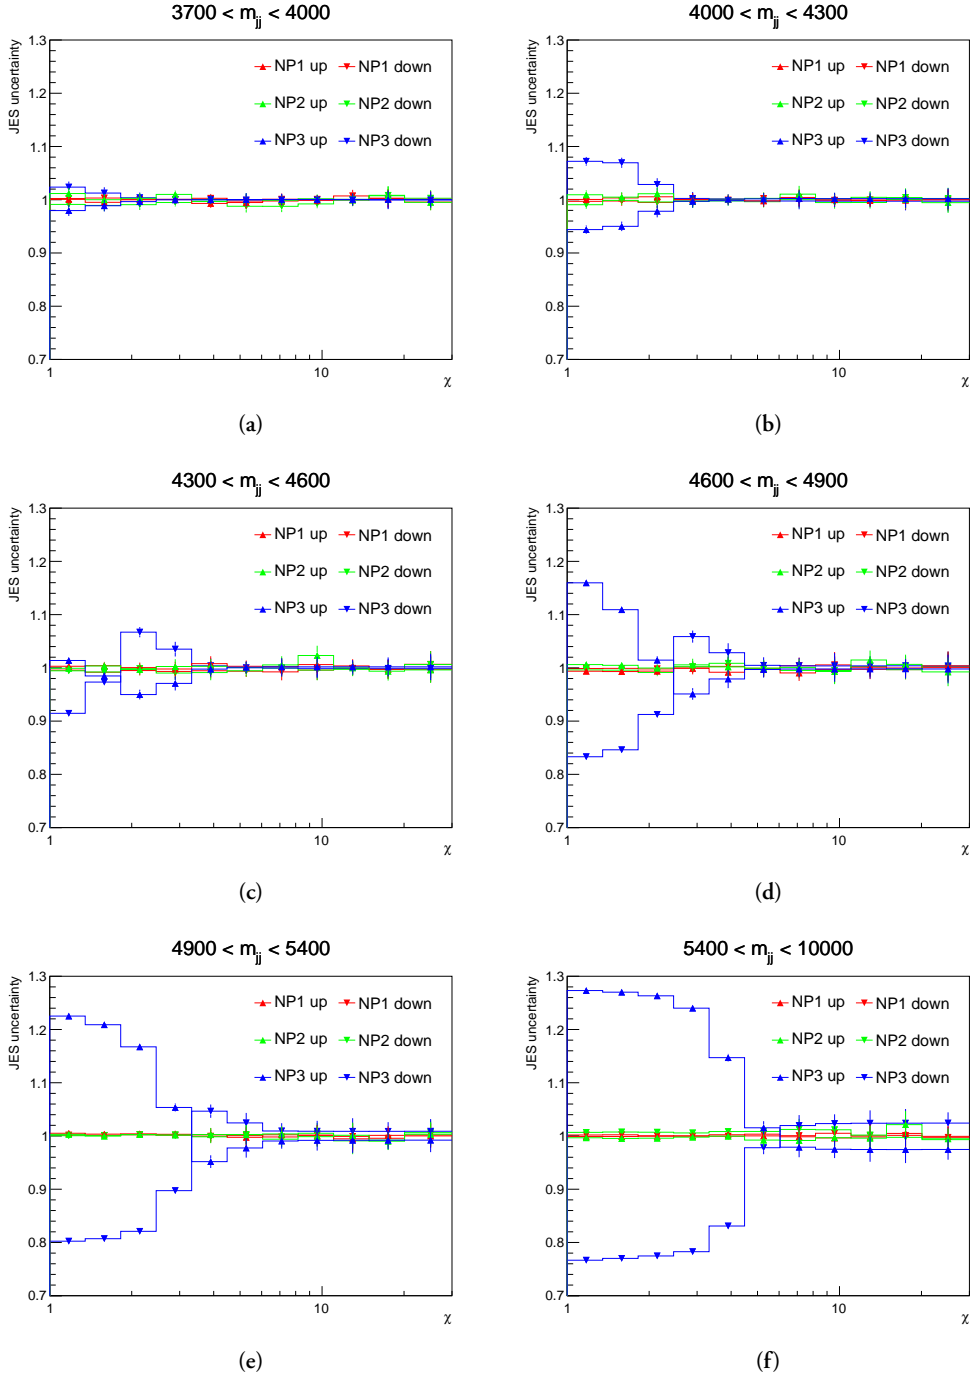 3700 < m_jj < 4000
JES uncertainty
1.3
1.2
1.1
1
0.9
0.8
0.7
NP1 up NP1 down
NP2 up NP2 down
NP3 up NP3 down
1 10
χ
(a)
4000 < m_jj < 4300
JES uncertainty
1.3
1.2
1.1
1
0.9
0.8
0.7
NP1 up NP1 down
NP2 up NP2 down
NP3 up NP3 down
1 10
χ
(b)
4300 < m_jj < 4600
JES uncertainty
1.3
1.2
1.1
1
0.9
0.8
0.7
NP1 up NP1 down
NP2 up NP2 down
NP3 up NP3 down
1 10
χ
(c)
4600 < m_jj < 4900
JES uncertainty
1.3
1.2
1.1
1
0.9
0.8
0.7
NP1 up NP1 down
NP2 up NP2 down
NP3 up NP3 down
1 10
χ
(d)
4900 < m_jj < 5400
JES uncertainty
1.3
1.2
1.1
1
0.9
0.8
0.7
NP1 up NP1 down
NP2 up NP2 down
NP3 up NP3 down
1 10
χ
(e)
5400 < m_jj < 10000
JES uncertainty
1.3
1.2
1.1
1
0.9
0.8
0.7
NP1 up NP1 down
NP2 up NP2 down
NP3 up NP3 down
1 10
χ
(f)